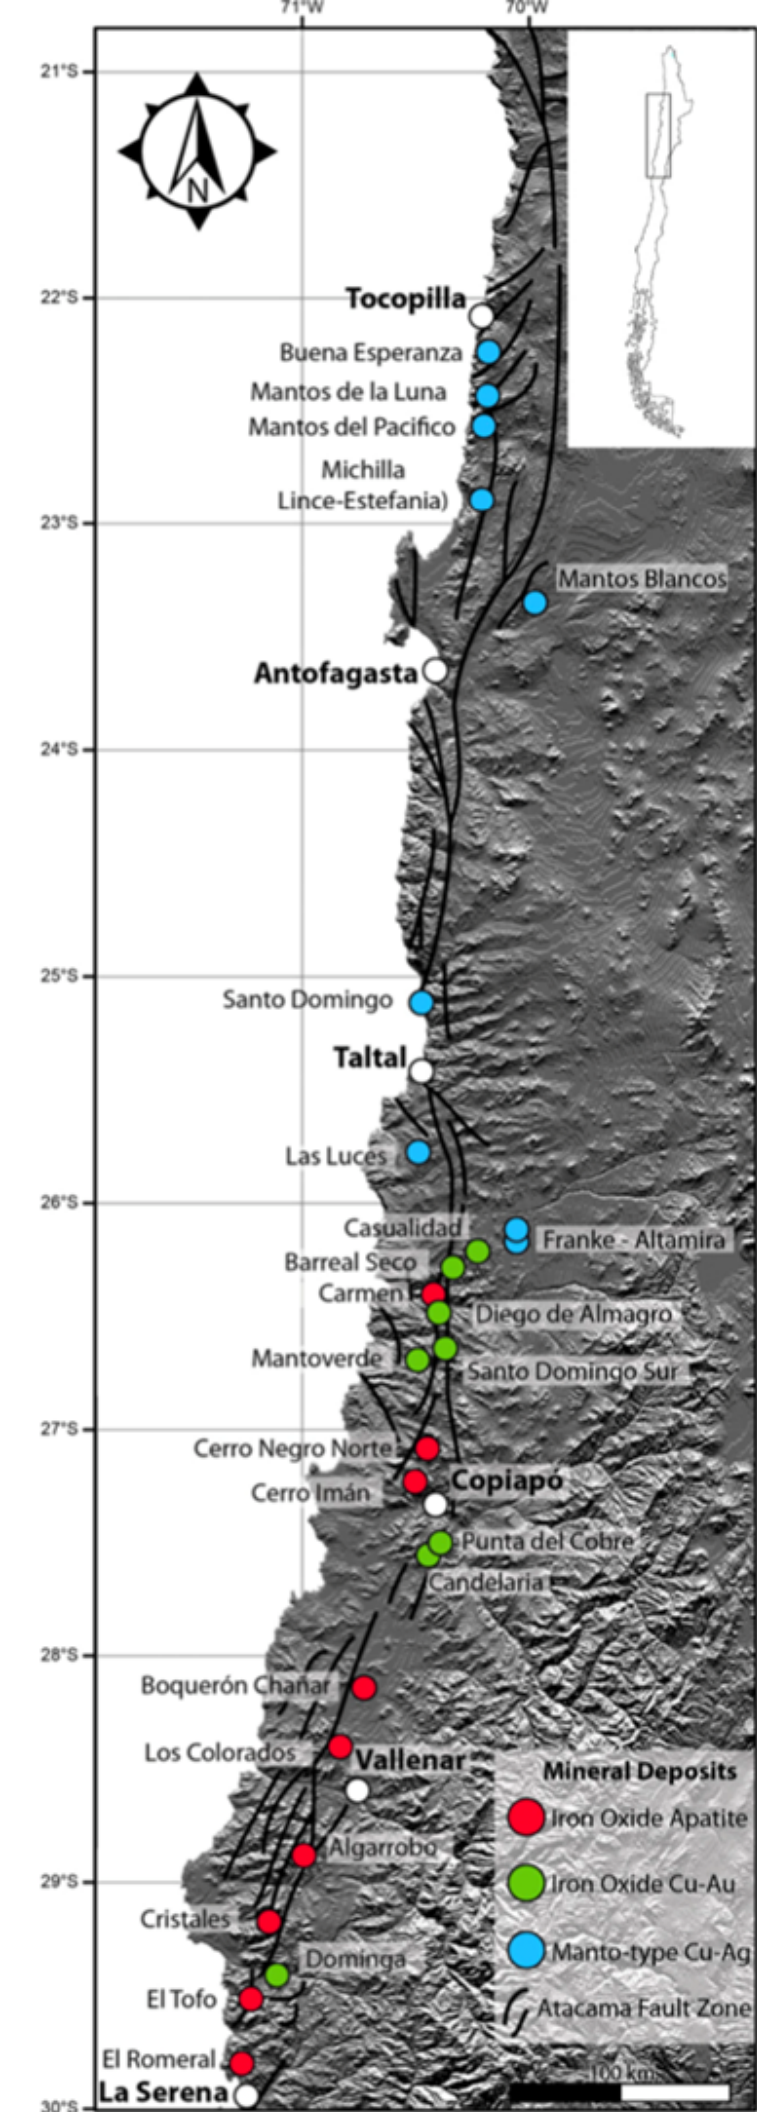 71°W 70°W
21°S
N
22°S
Tocopilla
Buena Esperanza
Mantos de la Luna
Mantos del Pacifico
Michilla
Lince-Estefania)
23°S
Mantos Blancos
Antofagasta
24°S
25°S
Santo Domingo
Taltal
Las Luces
26°S
Casualidad
Franke - Altamira
Barreal Seco
Carmen
Diego de Almagro
Mantoverde
Santo Domingo Sur
27°S
Cerro Negro Norte
Copiapó
Cerro Imán
Punta del Cobre
Candelaria
28°S
Boquerón Chañar
Los Colorados
Vallenar
Mineral Deposits
Iron Oxide Apatite
Algarrobo
29°S
Iron Oxide Cu-Au
Cristales
Manto-type Cu-Ag
Dominga
El Tofo
Atacama Fault Zone
El Romeral
100 km
La Serena
30°S